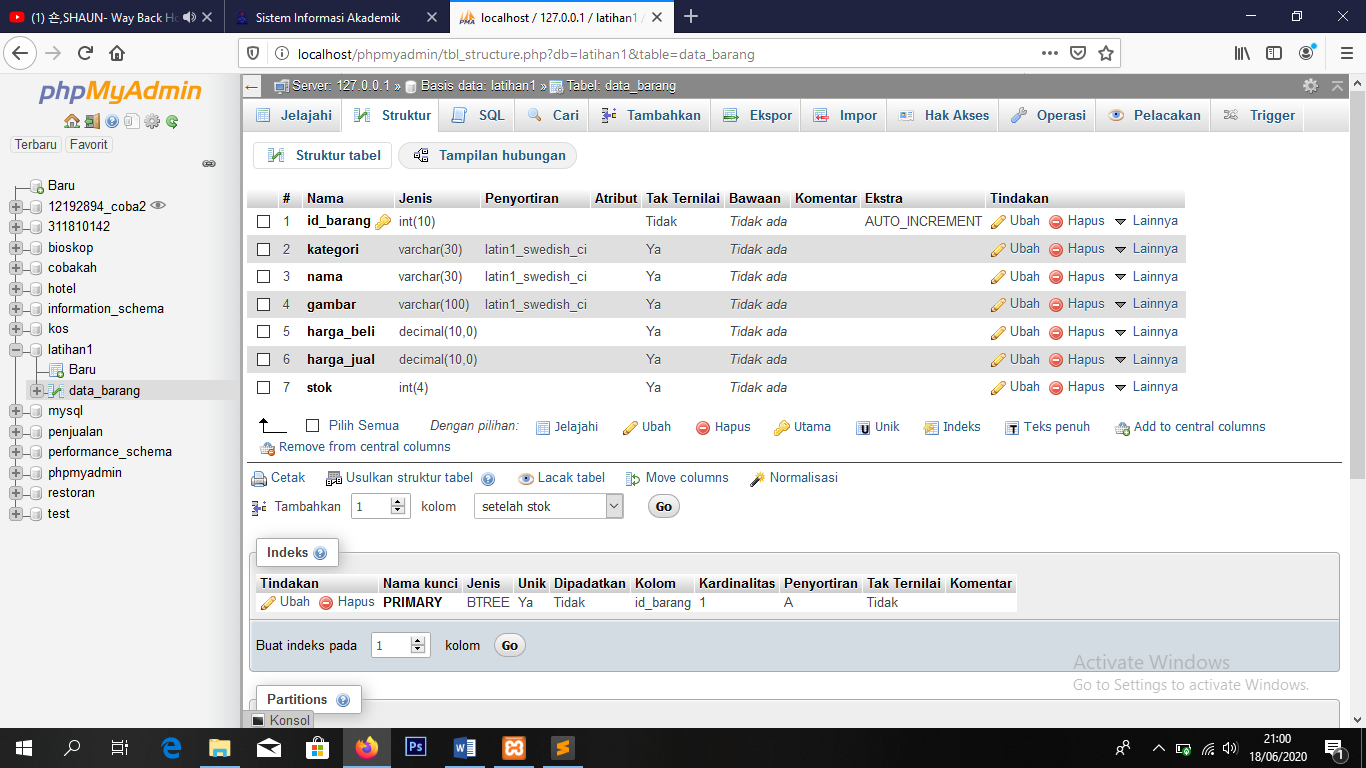 (1) 숀,SHAUN- Way Back Ho
Sistem Informasi Akademik
localhost / 127.0.0.1 / latihan1 /
localhost/phpmyadmin/tbl_structure.php?db=latihan1&table=data_barang
phpMyAdmin
Terbaru Favorit
Baru
12192894_coba2
311810142
bioskop
cobakah
hotel
information_schema
kos
latihan1
Baru
data_barang
mysql
penjualan
performance_schema
phpmyadmin
restoran
test
Server: 127.0.0.1 » Basis data: latihan1 » Tabel: data_barang
Jelajahi Struktur SQL Cari Tambahkan Ekspor Impor Hak Akses Operasi Pelacakan Trigger
Struktur tabel Tampilan hubungan
# Nama Jenis Penyortiran Atribut Tak Ternilai Bawaan Komentar Ekstra Tindakan
1 id_barang int(10) Tidak Tidak ada AUTO_INCREMENT Ubah Hapus Lainnya
2 kategori varchar(30) latin1_swedish_ci Ya Tidak ada Ubah Hapus Lainnya
3 nama varchar(30) latin1_swedish_ci Ya Tidak ada Ubah Hapus Lainnya
4 gambar varchar(100) latin1_swedish_ci Ya Tidak ada Ubah Hapus Lainnya
5 harga_beli decimal(10,0) Ya Tidak ada Ubah Hapus Lainnya
6 harga_jual decimal(10,0) Ya Tidak ada Ubah Hapus Lainnya
7 stok int(4) Ya Tidak ada Ubah Hapus Lainnya
Pilih Semua Dengan pilihan: Jelajahi Ubah Hapus Utama Unik Indeks Teks penuh Add to central columns
Remove from central columns
Cetak Usulkan struktur tabel Lacak tabel Move columns Normalisasi
Tambahkan 1 kolom setelah stok Go
Indeks
Tindakan Nama kunci Jenis Unik Dipadatkan Kolom Kardinalitas Penyortiran Tak Ternilai Komentar
Ubah Hapus PRIMARY BTREE Ya Tidak id_barang 1 A Tidak
Buat indeks pada 1 kolom Go
Activate Windows
Go to Settings to activate Windows.
Partitions
Konsol
Ps
21:00
18/06/2020
1